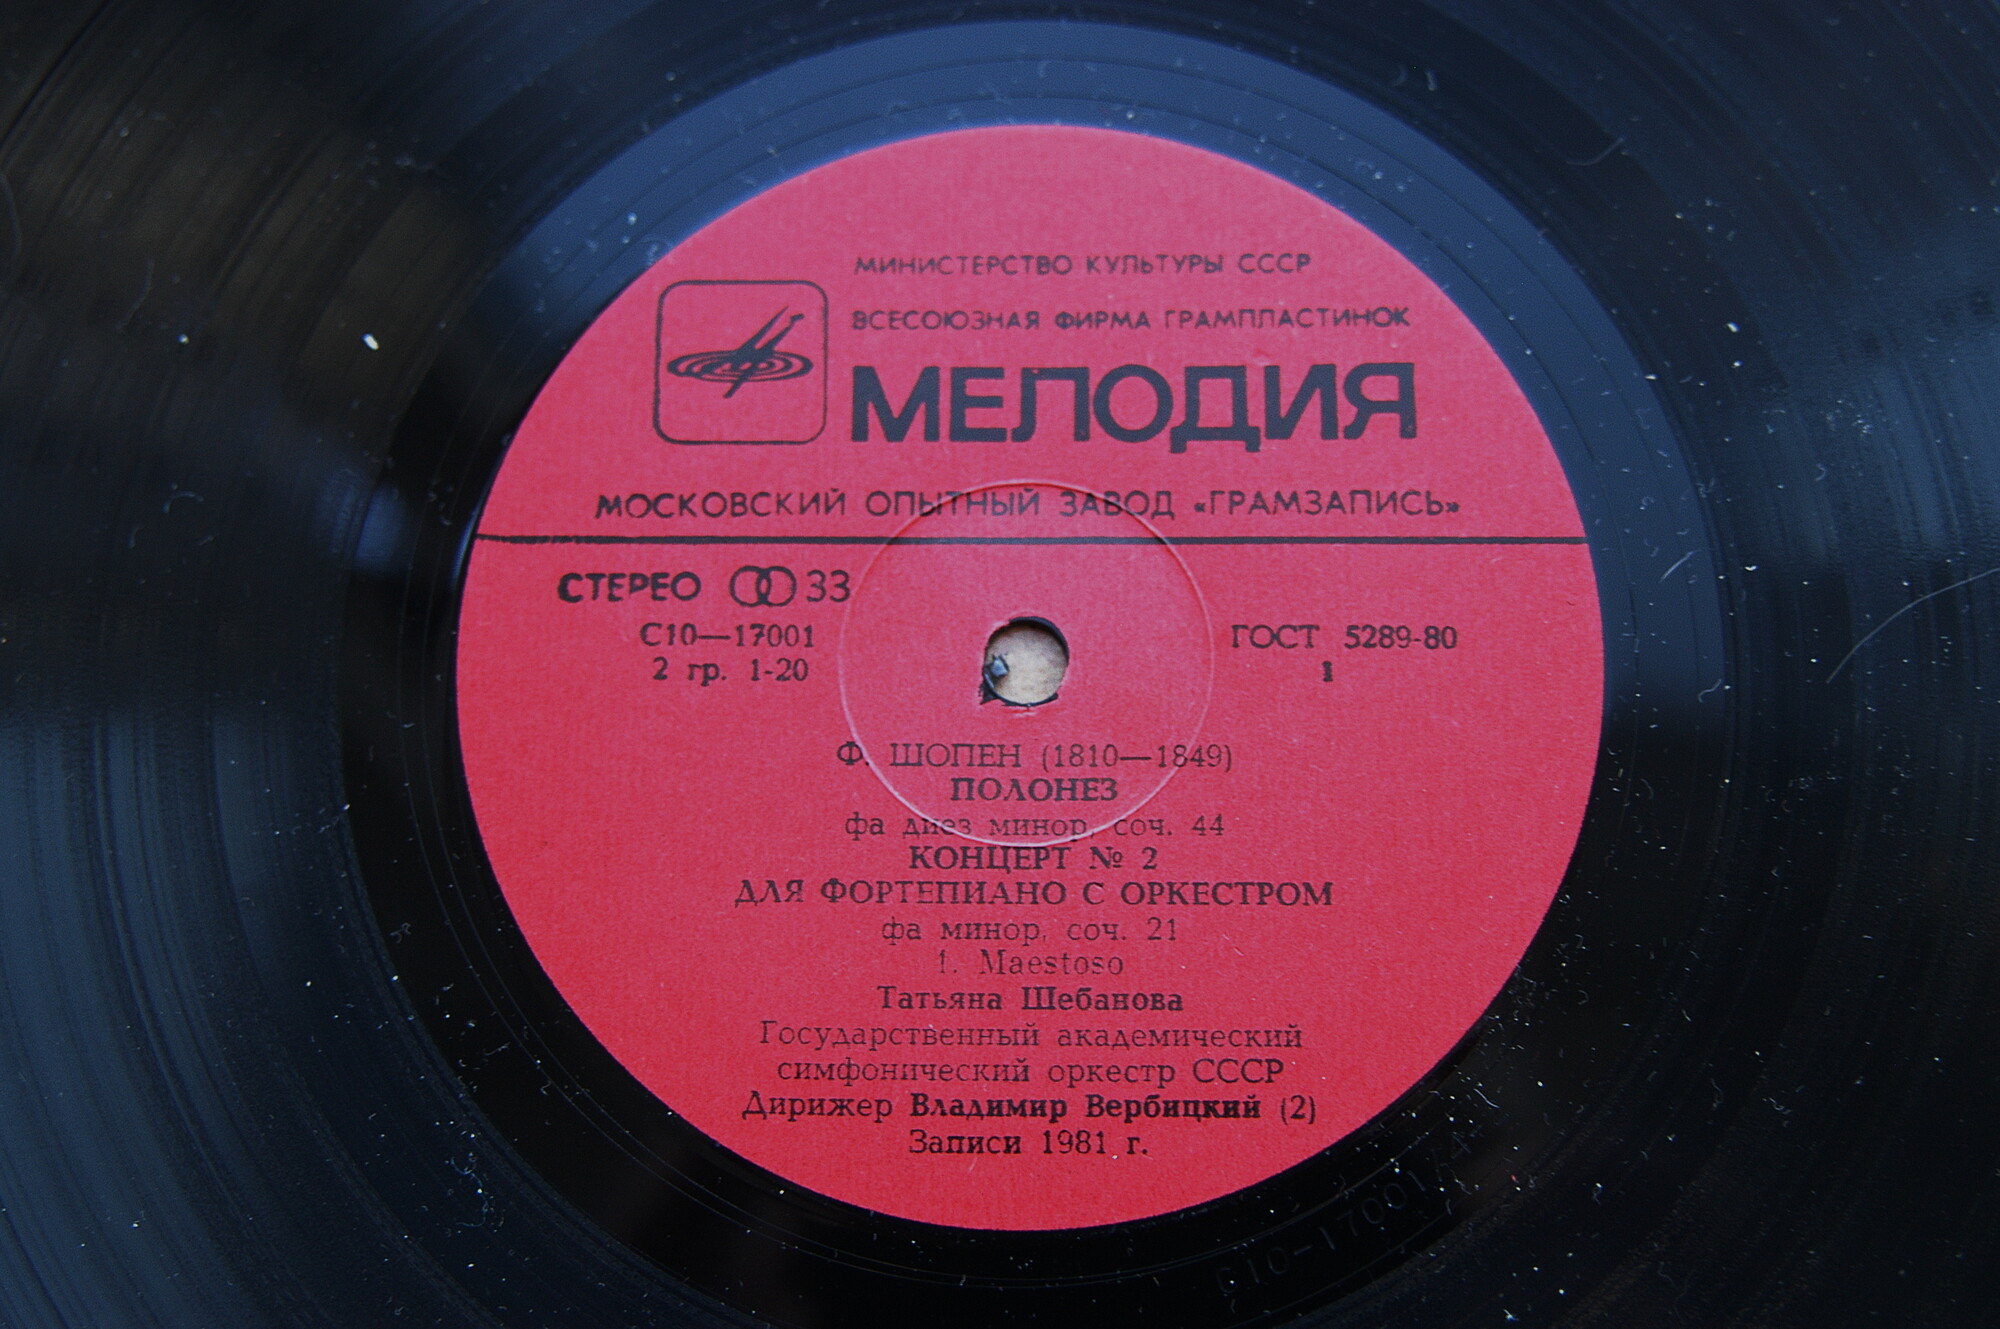 МИНИСТЕРСТВО КУЛЬТУРЫ СССР
ВСЕСОЮЗНАЯ ФИРМА ГРАМПЛАСТИНОК
МЕЛОДИЯ
МОСКОВСКИЙ ОПЫТНЫЙ ЗАВОД «ГРАМЗАПИСЬ»
СТЕРЕО 33
С10—17001
2 гр. 1-20
ГОСТ 5289-80
1
Ф. ШОПЕН (1810—1849)
ПОЛОНЕЗ
фа диез минор, соч. 44
КОНЦЕРТ № 2
ДЛЯ ФОРТЕПИАНО С ОРКЕСТРОМ
фа минор, соч. 21
1. Maestoso
Татьяна Шебанова
Государственный академический
симфонический оркестр СССР
Дирижер Владимир Вербицкий (2)
Записи 1981 г.